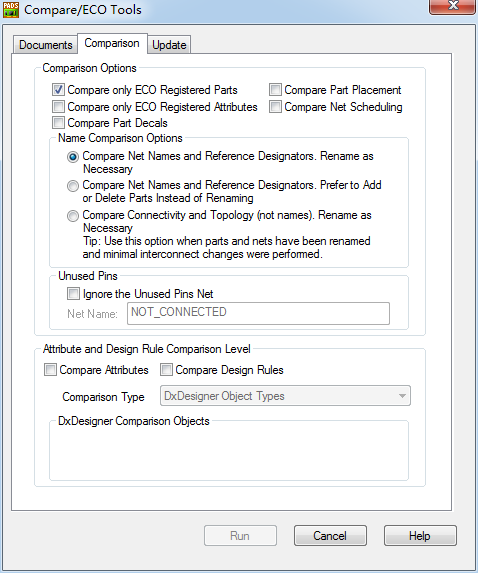 PADS
Compare/ECO Tools
Documents
Comparison
Update
Comparison Options
Compare only ECO Registered Parts
Compare Part Placement
Compare only ECO Registered Attributes
Compare Net Scheduling
Compare Part Decals
Name Comparison Options
Compare Net Names and Reference Designators. Rename as
Necessary
Compare Net Names and Reference Designators. Prefer to Add
or Delete Parts Instead of Renaming
Compare Connectivity and Topology (not names). Rename as
Necessary
Tip: Use this option when parts and nets have been renamed
and minimal interconnect changes were performed.
Unused Pins
Ignore the Unused Pins Net
Net Name:
NOT_CONNECTED
Attribute and Design Rule Comparison Level
Compare Attributes
Compare Design Rules
Comparison Type
DxDesigner Object Types
DxDesigner Comparison Objects
Run
Cancel
Help